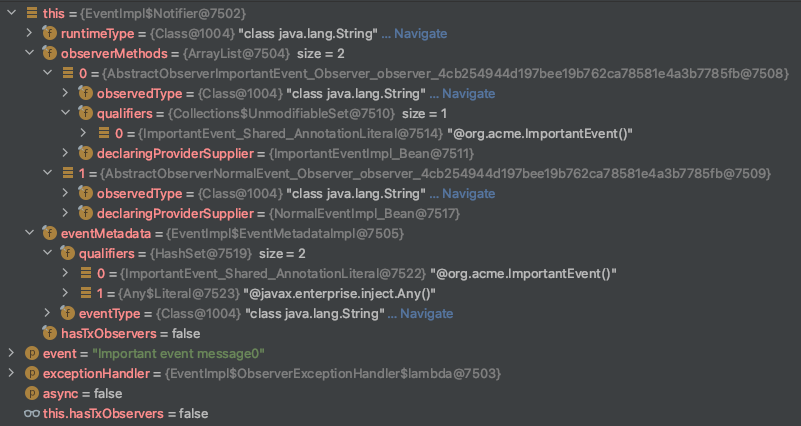 this = {EventImpl$Notifier@7502}
f runtimeType = {Class@1004} "class java.lang.String" ... Navigate
f observerMethods = {ArrayList@7504} size = 2
0 = {AbstractObserverImportantEvent_Observer_observer_4cb254944d197bee19b762ca78581e4a3b7785fb@7508}
f observedType = {Class@1004} "class java.lang.String" ... Navigate
f qualifiers = {Collections$UnmodifiableSet@7510} size = 1
0 = {ImportantEvent_Shared_AnnotationLiteral@7514} "@org.acme.ImportantEvent()"
f declaringProviderSupplier = {ImportantEventImpl_Bean@7511}
1 = {AbstractObserverNormalEvent_Observer_observer_4cb254944d197bee19b762ca78581e4a3b7785fb@7509}
f observedType = {Class@1004} "class java.lang.String" ... Navigate
f declaringProviderSupplier = {NormalEventImpl_Bean@7517}
f eventMetadata = {EventImpl$EventMetadataImpl@7505}
f qualifiers = {HashSet@7519} size = 2
0 = {ImportantEvent_Shared_AnnotationLiteral@7522} "@org.acme.ImportantEvent()"
1 = {Any$Literal@7523} "@javax.enterprise.inject.Any()"
f eventType = {Class@1004} "class java.lang.String" ... Navigate
f hasTxObservers = false
p event = "Important event message0"
p exceptionHandler = {EventImpl$ObserverExceptionHandler$lambda@7503}
p async = false
this.hasTxObservers = false